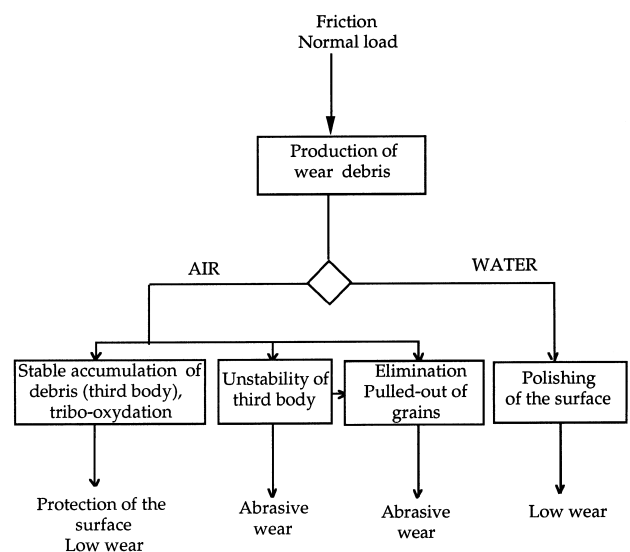 Friction
Normal load
Production of
wear debris
AIR
WATER
Stable accumulation of
debris (third body),
tribo-oxydation
Unstability of
third body
Elimination
Pulled-out of
grains
Polishing
of the surface
Protection of the
surface
Low wear
Abrasive
wear
Abrasive
wear
Low wear